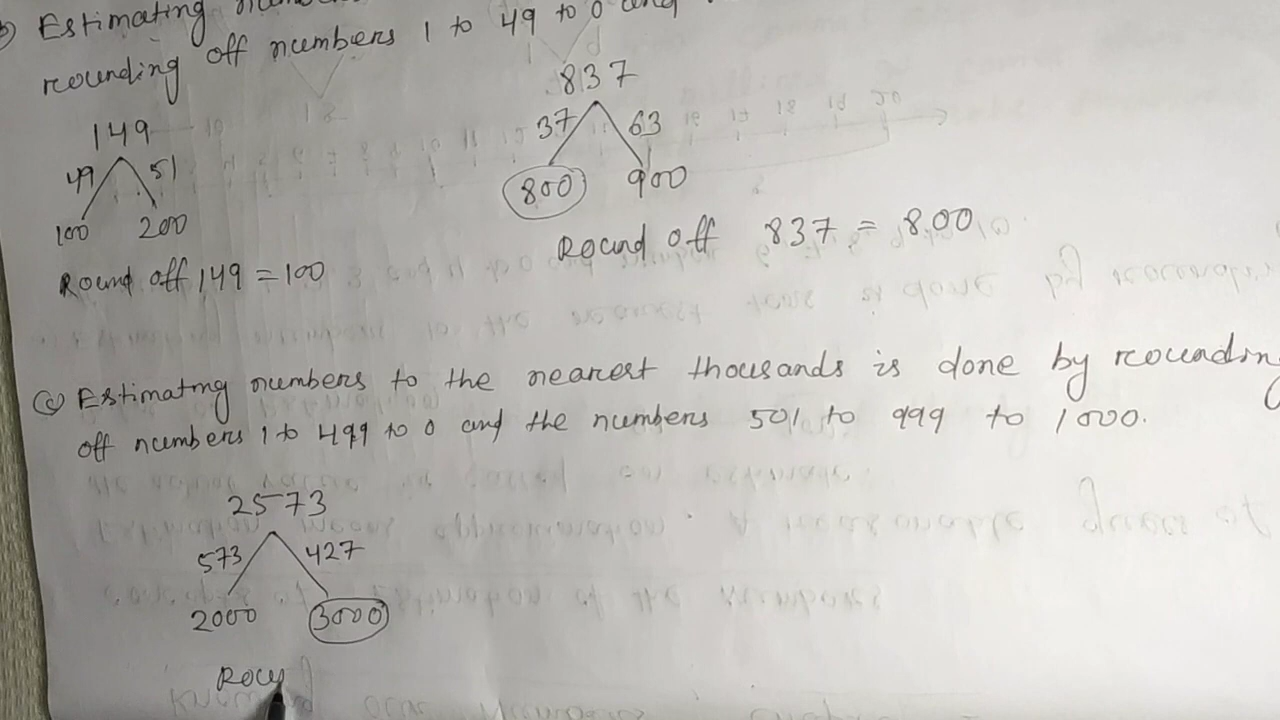 Estimating
rounding off numbers 1 to 49 to 0 and
149
49 51
100 200
Round off 149 = 100
837
37 63
800 900
Round off 837 = 800
(c) Estimating numbers to the nearest thousands is done by rounding
off numbers 1 to 499 to 0 and the numbers 501 to 999 to 1000.
2573
573 427
2000 3000
Rou